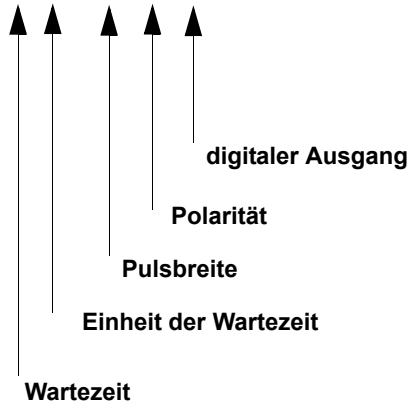 digitaler Ausgang
Polarität
Pulsbreite
Einheit der Wartezeit
Wartezeit